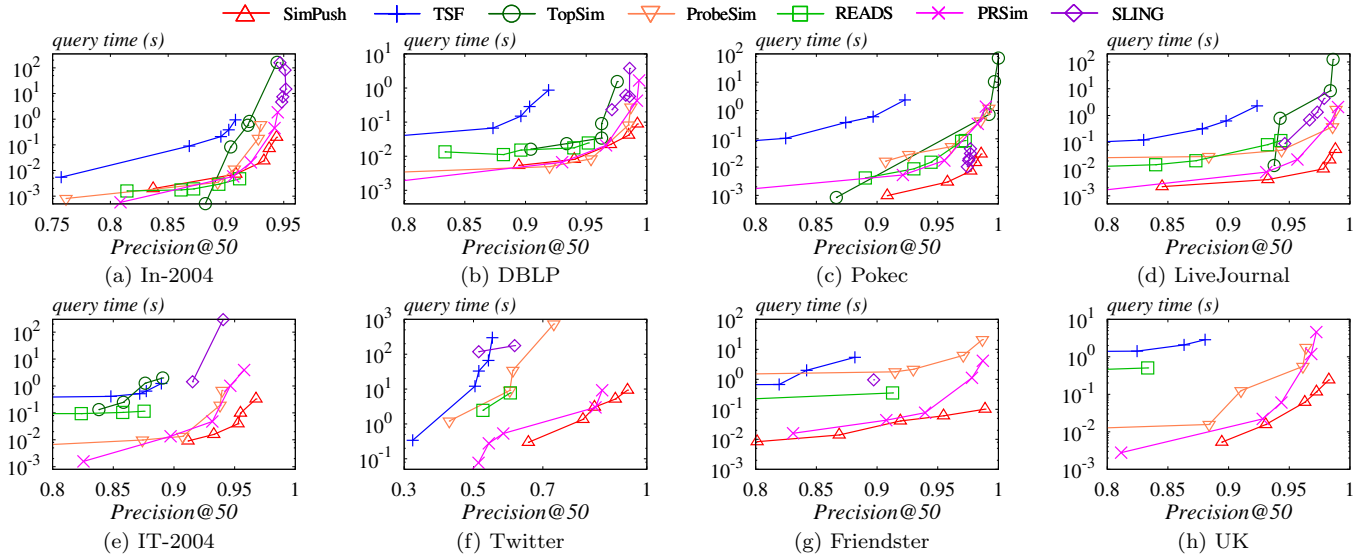 SimPush TSF TopSim ProbeSim READS PRSim SLING
query time (s) query time (s) query time (s) query time (s)
10^2 10^1 10^2 10^2
10^1 10^0 10^1 10^1
10^0 10^-1 10^0 10^0
10^-1 10^-2 10^-1 10^-1
10^-2 10^-3 10^-2 10^-2
10^-3 10^-3 10^-3
0.75 0.8 0.85 0.9 0.95 0.8 0.85 0.9 0.95 1 0.8 0.85 0.9 0.95 1 0.8 0.85 0.9 0.95 1
Precision@50 Precision@50 Precision@50 Precision@50
(a) In-2004 (b) DBLP (c) Pokec (d) LiveJournal
query time (s) query time (s) query time (s) query time (s)
10^2 10^3 10^2 10^2
10^1 10^2 10^1 10^1
10^0 10^1 10^0 10^0
10^-1 10^0 10^-1 10^-1
10^-2 10^-1 10^-2 10^-2
10^-3 10^-3 10^-3
0.8 0.85 0.9 0.95 1 0.3 0.5 0.7 1 0.8 0.9 1 0.8 0.85 0.9 0.95 1
Precision@50 Precision@50 Precision@50 Precision@50
(e) IT-2004 (f) Twitter (g) Friendster (h) UK